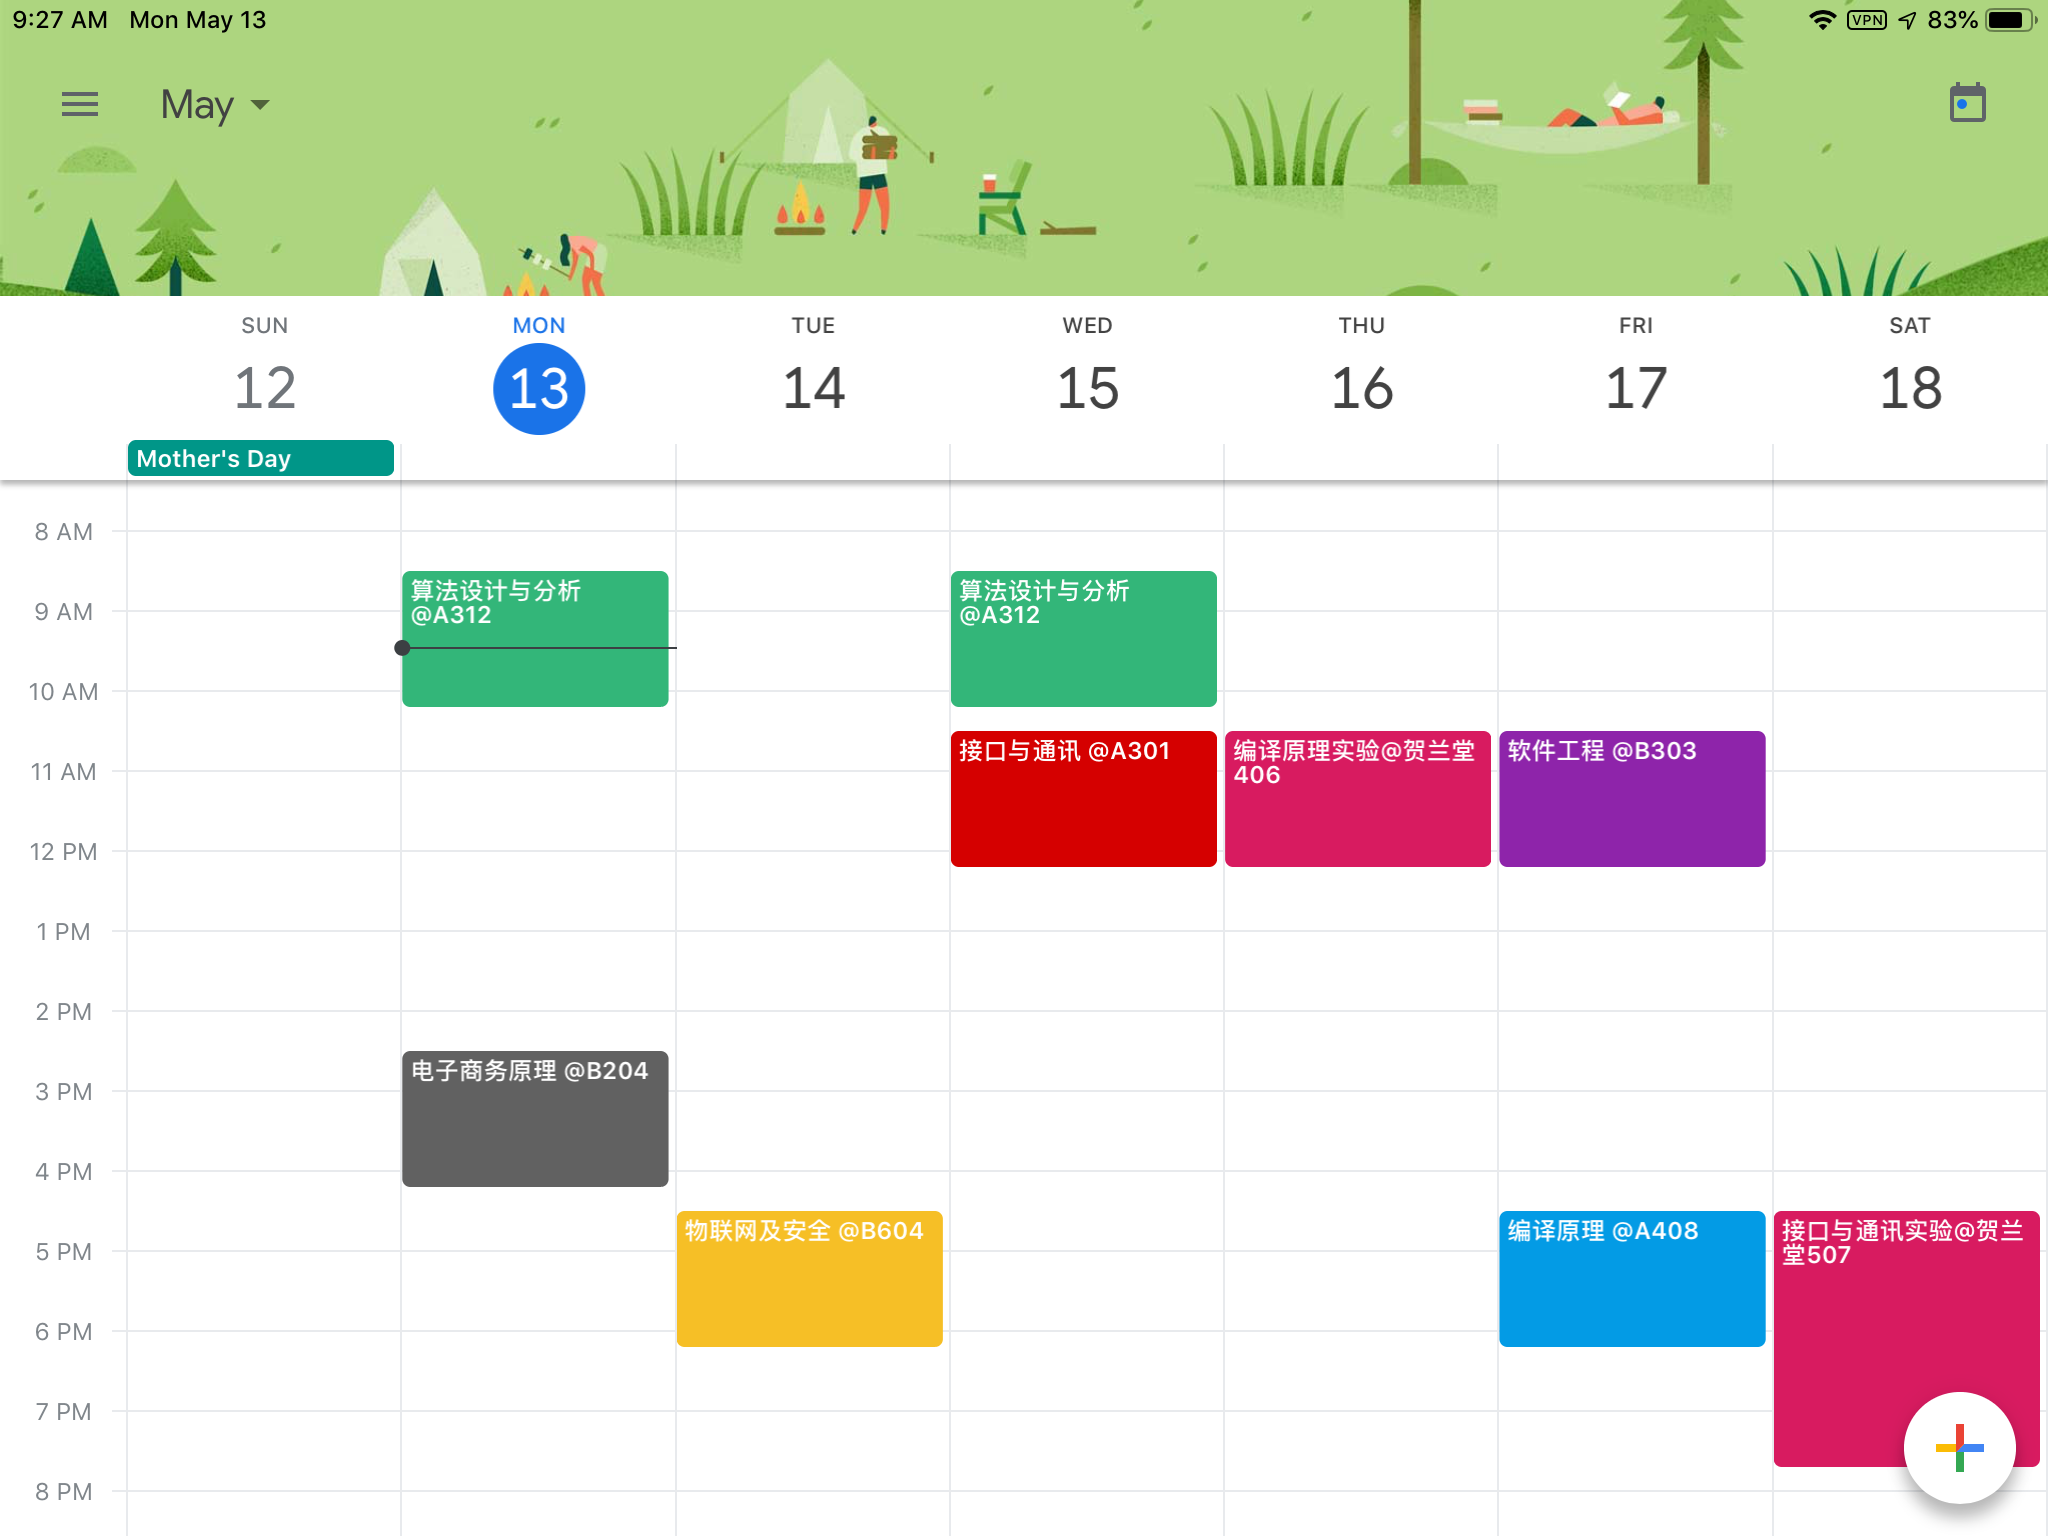 9:27 AM Mon May 13
VPN 83%
May
SUN MON TUE WED THU FRI SAT
12 13 14 15 16 17 18
Mother's Day
8 AM
算法设计与分析
@A312
算法设计与分析
@A312
9 AM
10 AM
接口与通讯 @A301
编译原理实验@贺兰堂
406
软件工程 @B303
11 AM
12 PM
1 PM
2 PM
电子商务原理 @B204
3 PM
4 PM
物联网及安全 @B604
编译原理 @A408
接口与通讯实验@贺兰
堂507
5 PM
6 PM
7 PM
8 PM